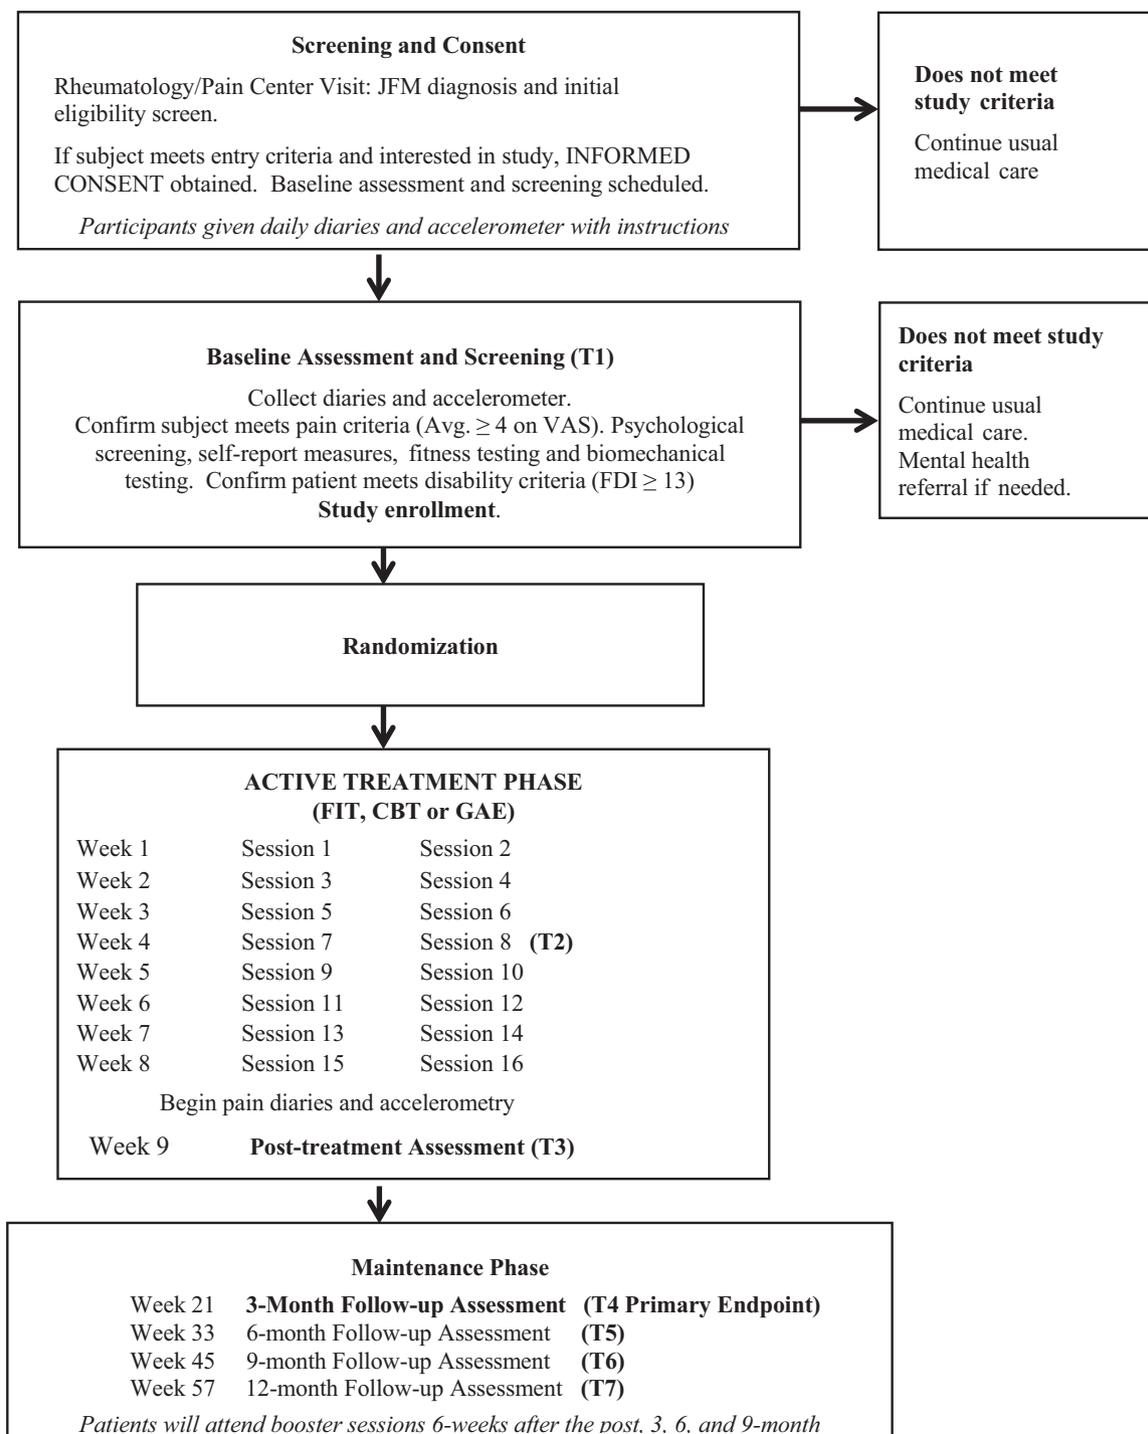 Screening and Consent
Rheumatology/Pain Center Visit: JFM diagnosis and initial
eligibility screen.
If subject meets entry criteria and interested in study, INFORMED
CONSENT obtained. Baseline assessment and screening scheduled.
Participants given daily diaries and accelerometer with instructions
Does not meet
study criteria
Continue usual
medical care
Baseline Assessment and Screening (T1)
Collect diaries and accelerometer.
Confirm subject meets pain criteria (Avg. ≥ 4 on VAS). Psychological
screening, self-report measures, fitness testing and biomechanical
testing. Confirm patient meets disability criteria (FDI ≥ 13)
Study enrollment.
Does not meet study
criteria
Continue usual
medical care.
Mental health
referral if needed.
Randomization
ACTIVE TREATMENT PHASE
(FIT, CBT or GAE)
Week 1 Session 1 Session 2
Week 2 Session 3 Session 4
Week 3 Session 5 Session 6
Week 4 Session 7 Session 8 (T2)
Week 5 Session 9 Session 10
Week 6 Session 11 Session 12
Week 7 Session 13 Session 14
Week 8 Session 15 Session 16
Begin pain diaries and accelerometry
Week 9 Post-treatment Assessment (T3)
Maintenance Phase
Week 21 3-Month Follow-up Assessment (T4 Primary Endpoint)
Week 33 6-month Follow-up Assessment (T5)
Week 45 9-month Follow-up Assessment (T6)
Week 57 12-month Follow-up Assessment (T7)
Patients will attend booster sessions 6-weeks after the post, 3, 6, and 9-month